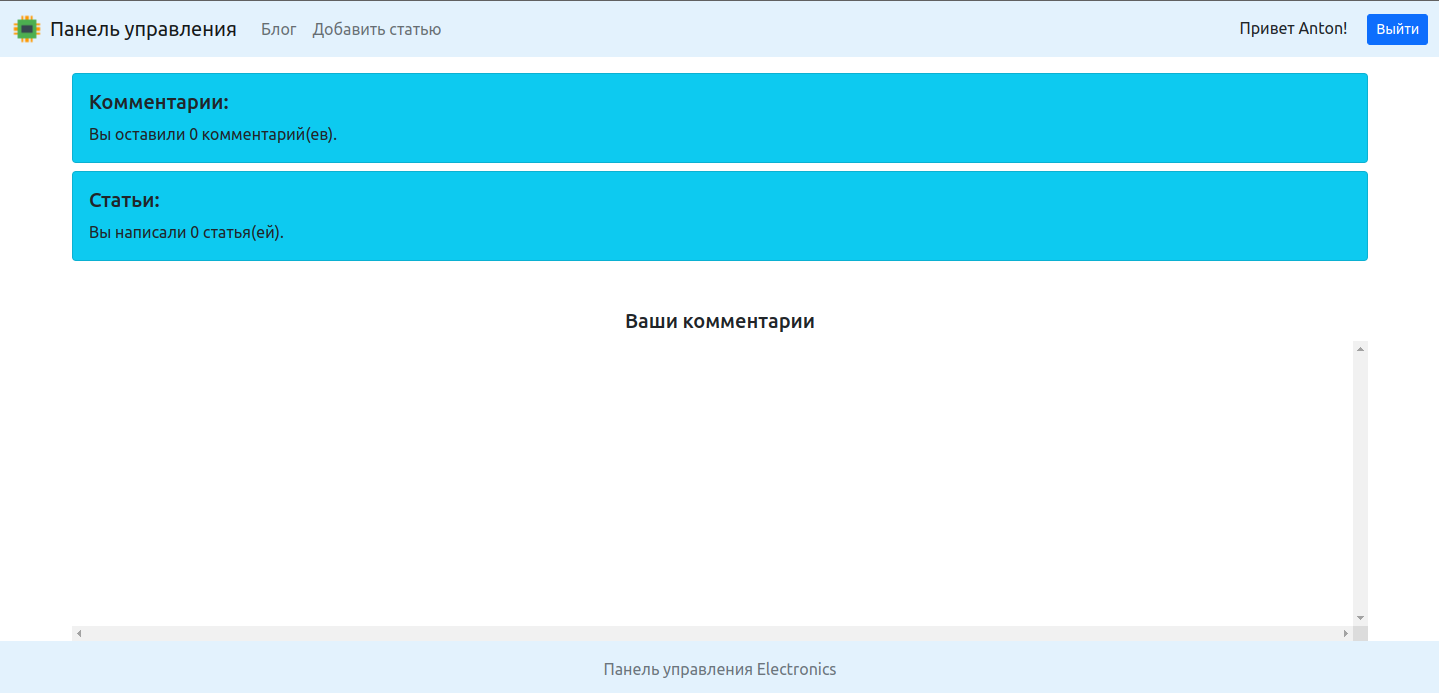 Панель управления Блог Добавить статью Привет Anton! Выйти
Комментарии:
Вы оставили 0 комментарий(ев).
Статьи:
Вы написали 0 статья(ей).
Ваши комментарии
Панель управления Electronics